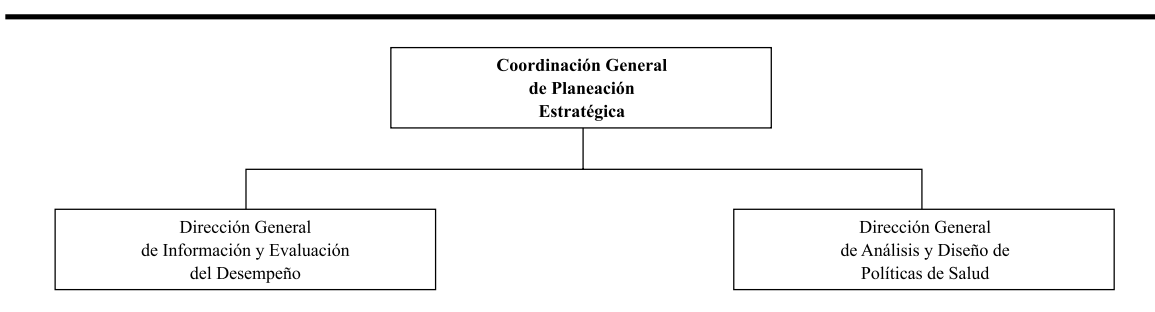 Coordinación General
de Planeación
Estratégica
Dirección General
de Información y Evaluación
del Desempeño
Dirección General
de Análisis y Diseño de
Políticas de Salud